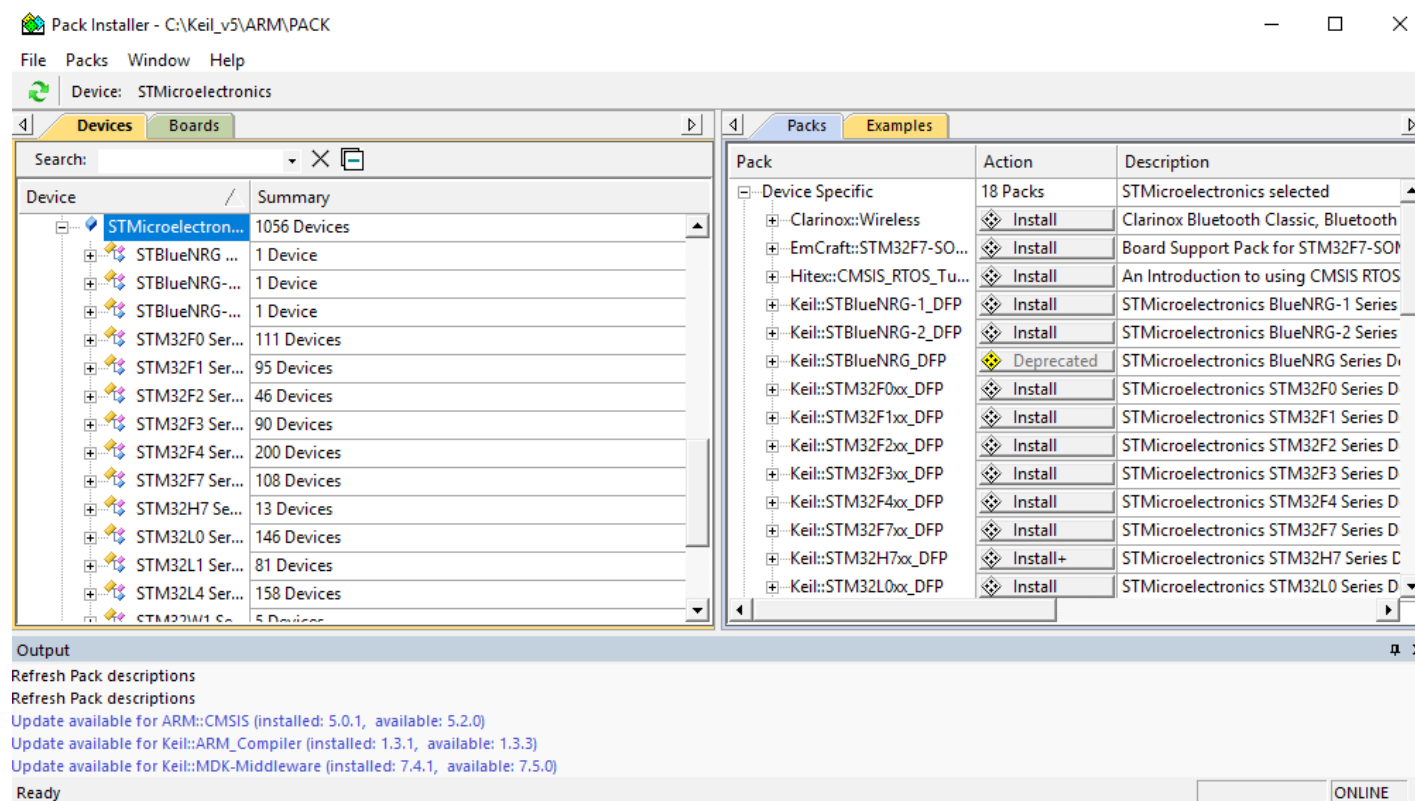 Pack Installer - C:\Keil_v5\ARM\PACK
File Packs Window Help
Device: STMicroelectronics
Devices Boards
Search:
Device Summary
STMicroelectron... 1056 Devices
STBlueNRG ... 1 Device
STBlueNRG-... 1 Device
STBlueNRG-... 1 Device
STM32F0 Ser... 111 Devices
STM32F1 Ser... 95 Devices
STM32F2 Ser... 46 Devices
STM32F3 Ser... 90 Devices
STM32F4 Ser... 200 Devices
STM32F7 Ser... 108 Devices
STM32H7 Se... 13 Devices
STM32L0 Ser... 146 Devices
STM32L1 Ser... 81 Devices
STM32L4 Ser... 158 Devices
STM32W1 Se... 5 Devices
Packs Examples
Pack Action Description
Device Specific 18 Packs STMicroelectronics selected
Clarinox::Wireless Install Clarinox Bluetooth Classic, Bluetooth
EmCraft::STM32F7-SO... Install Board Support Pack for STM32F7-SOM
Hitex::CMSIS_RTOS_Tu... Install An Introduction to using CMSIS RTOS
Keil::STBlueNRG-1_DFP Install STMicroelectronics BlueNRG-1 Series
Keil::STBlueNRG-2_DFP Install STMicroelectronics BlueNRG-2 Series
Keil::STBlueNRG_DFP Deprecated STMicroelectronics BlueNRG Series De
Keil::STM32F0xx_DFP Install STMicroelectronics STM32F0 Series D
Keil::STM32F1xx_DFP Install STMicroelectronics STM32F1 Series D
Keil::STM32F2xx_DFP Install STMicroelectronics STM32F2 Series D
Keil::STM32F3xx_DFP Install STMicroelectronics STM32F3 Series D
Keil::STM32F4xx_DFP Install STMicroelectronics STM32F4 Series D
Keil::STM32F7xx_DFP Install STMicroelectronics STM32F7 Series D
Keil::STM32H7xx_DFP Install+ STMicroelectronics STM32H7 Series D
Keil::STM32L0xx_DFP Install STMicroelectronics STM32L0 Series D
Output
Refresh Pack descriptions
Refresh Pack descriptions
Update available for ARM::CMSIS (installed: 5.0.1, available: 5.2.0)
Update available for Keil::ARM_Compiler (installed: 1.3.1, available: 1.3.3)
Update available for Keil::MDK-Middleware (installed: 7.4.1, available: 7.5.0)
Ready ONLINE